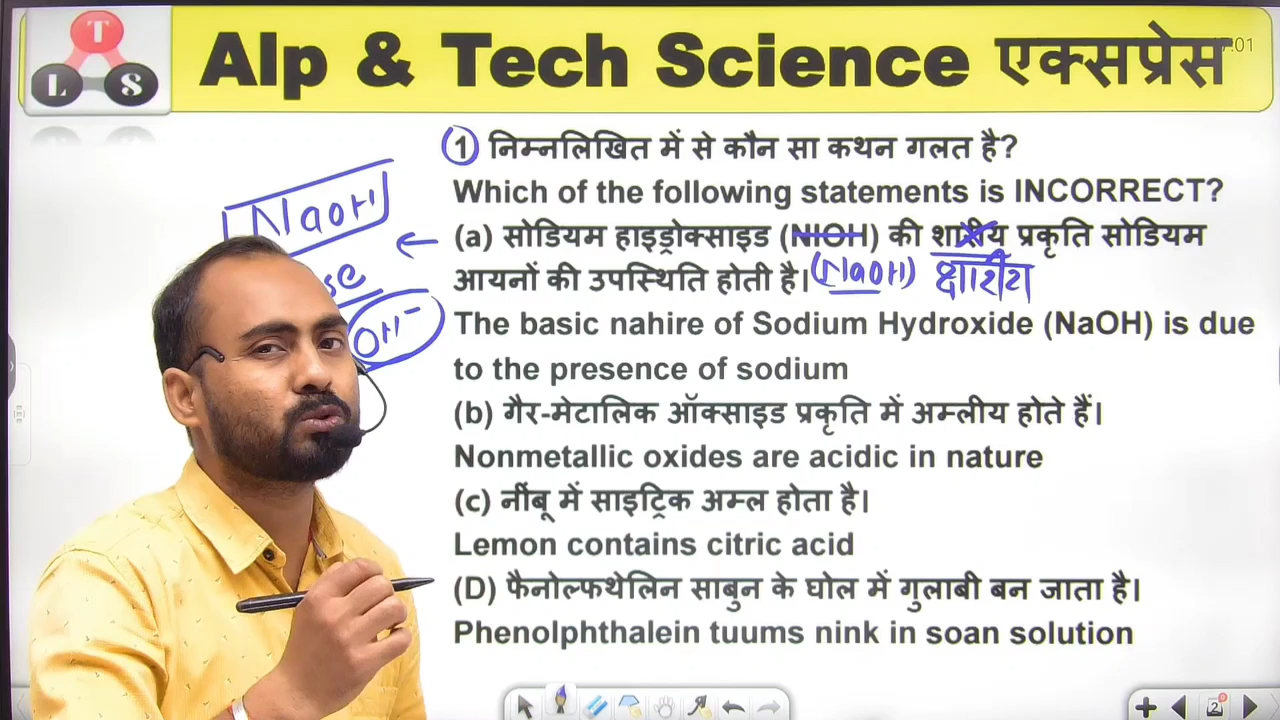 T
L S
Alp & Tech Science एक्सप्रेस
:01
1 निम्नलिखित में से कौन सा कथन गलत है?
Which of the following statements is INCORRECT?
(a) सोडियम हाइड्रोक्साइड (NIOH) की शारीय प्रकृति सोडियम
आयनों की उपस्थिति होती है। (NaOH) क्षारीय
NaOH
se
OH⁻
The basic nahire of Sodium Hydroxide (NaOH) is due
to the presence of sodium
(b) गैर-मेटालिक ऑक्साइड प्रकृति में अम्लीय होते हैं।
Nonmetallic oxides are acidic in nature
(c) नींबू में साइट्रिक अम्ल होता है।
Lemon contains citric acid
(D) फैनोल्फथेलिन साबुन के घोल में गुलाबी बन जाता है।
Phenolphthalein tuums nink in soan solution
2